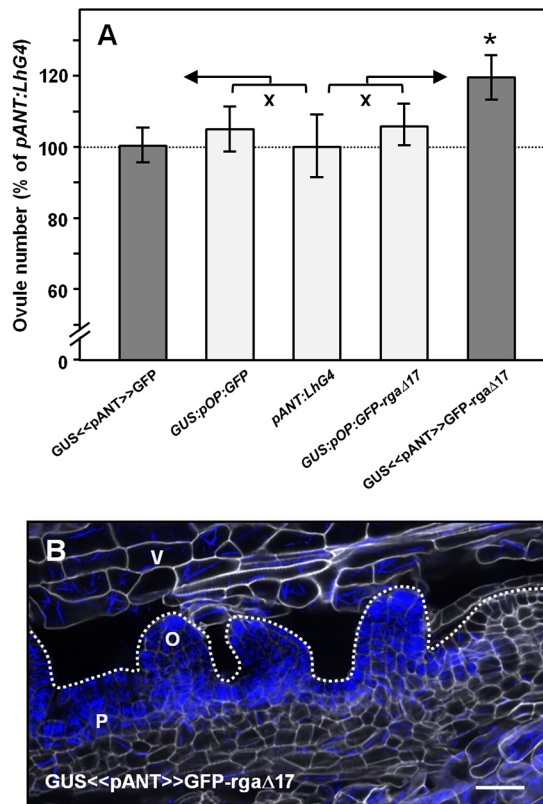 A
Ovule number (% of pANT:LhG4)
120
100
80
60
0
*
x
x
GUS<<pANT>>GFP
GUS:pOP:GFP
pANT:LhG4
GUS:pOP:GFP-rgaΔ17
GUS<<pANT>>GFP-rgaΔ17
B
V
O
P
GUS<<pANT>>GFP-rgaΔ17